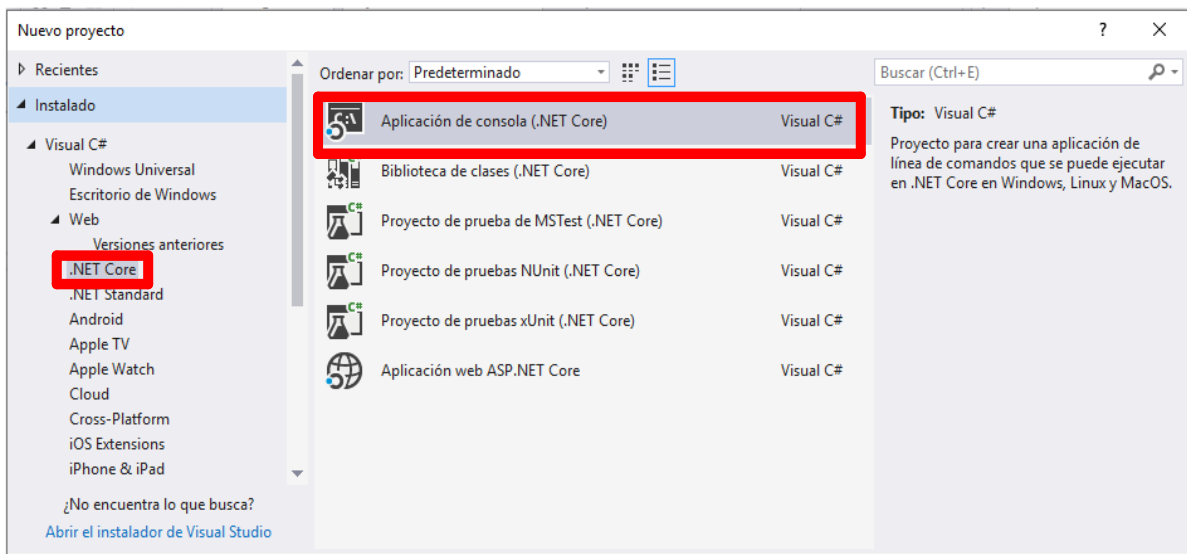 Nuevo proyecto
?
Recientes
Instalado
Visual C#
Windows Universal
Escritorio de Windows
Web
Versiones anteriores
.NET Core
.NET Standard
Android
Apple TV
Apple Watch
Cloud
Cross-Platform
iOS Extensions
iPhone & iPad
¿No encuentra lo que busca?
Abrir el instalador de Visual Studio
Ordenar por: Predeterminado
C:\ Aplicación de consola (.NET Core) Visual C#
Biblioteca de clases (.NET Core) Visual C#
C# Proyecto de prueba de MSTest (.NET Core) Visual C#
C# Proyecto de pruebas NUnit (.NET Core) Visual C#
C# Proyecto de pruebas xUnit (.NET Core) Visual C#
Aplicación web ASP.NET Core Visual C#
Buscar (Ctrl+E)
Tipo: Visual C#
Proyecto para crear una aplicación de
línea de comandos que se puede ejecutar
en .NET Core en Windows, Linux y MacOS.